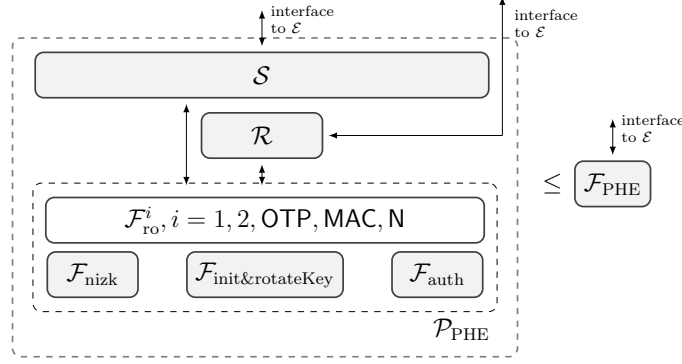 interface
to ℰ
interface
to ℰ
𝒮
ℛ
interface
to ℰ
≤ ℱ_PHE
ℱ^i_ro, i = 1, 2, OTP, MAC, N
ℱ_nizk ℱ_init&rotateKey ℱ_auth
𝒫_PHE